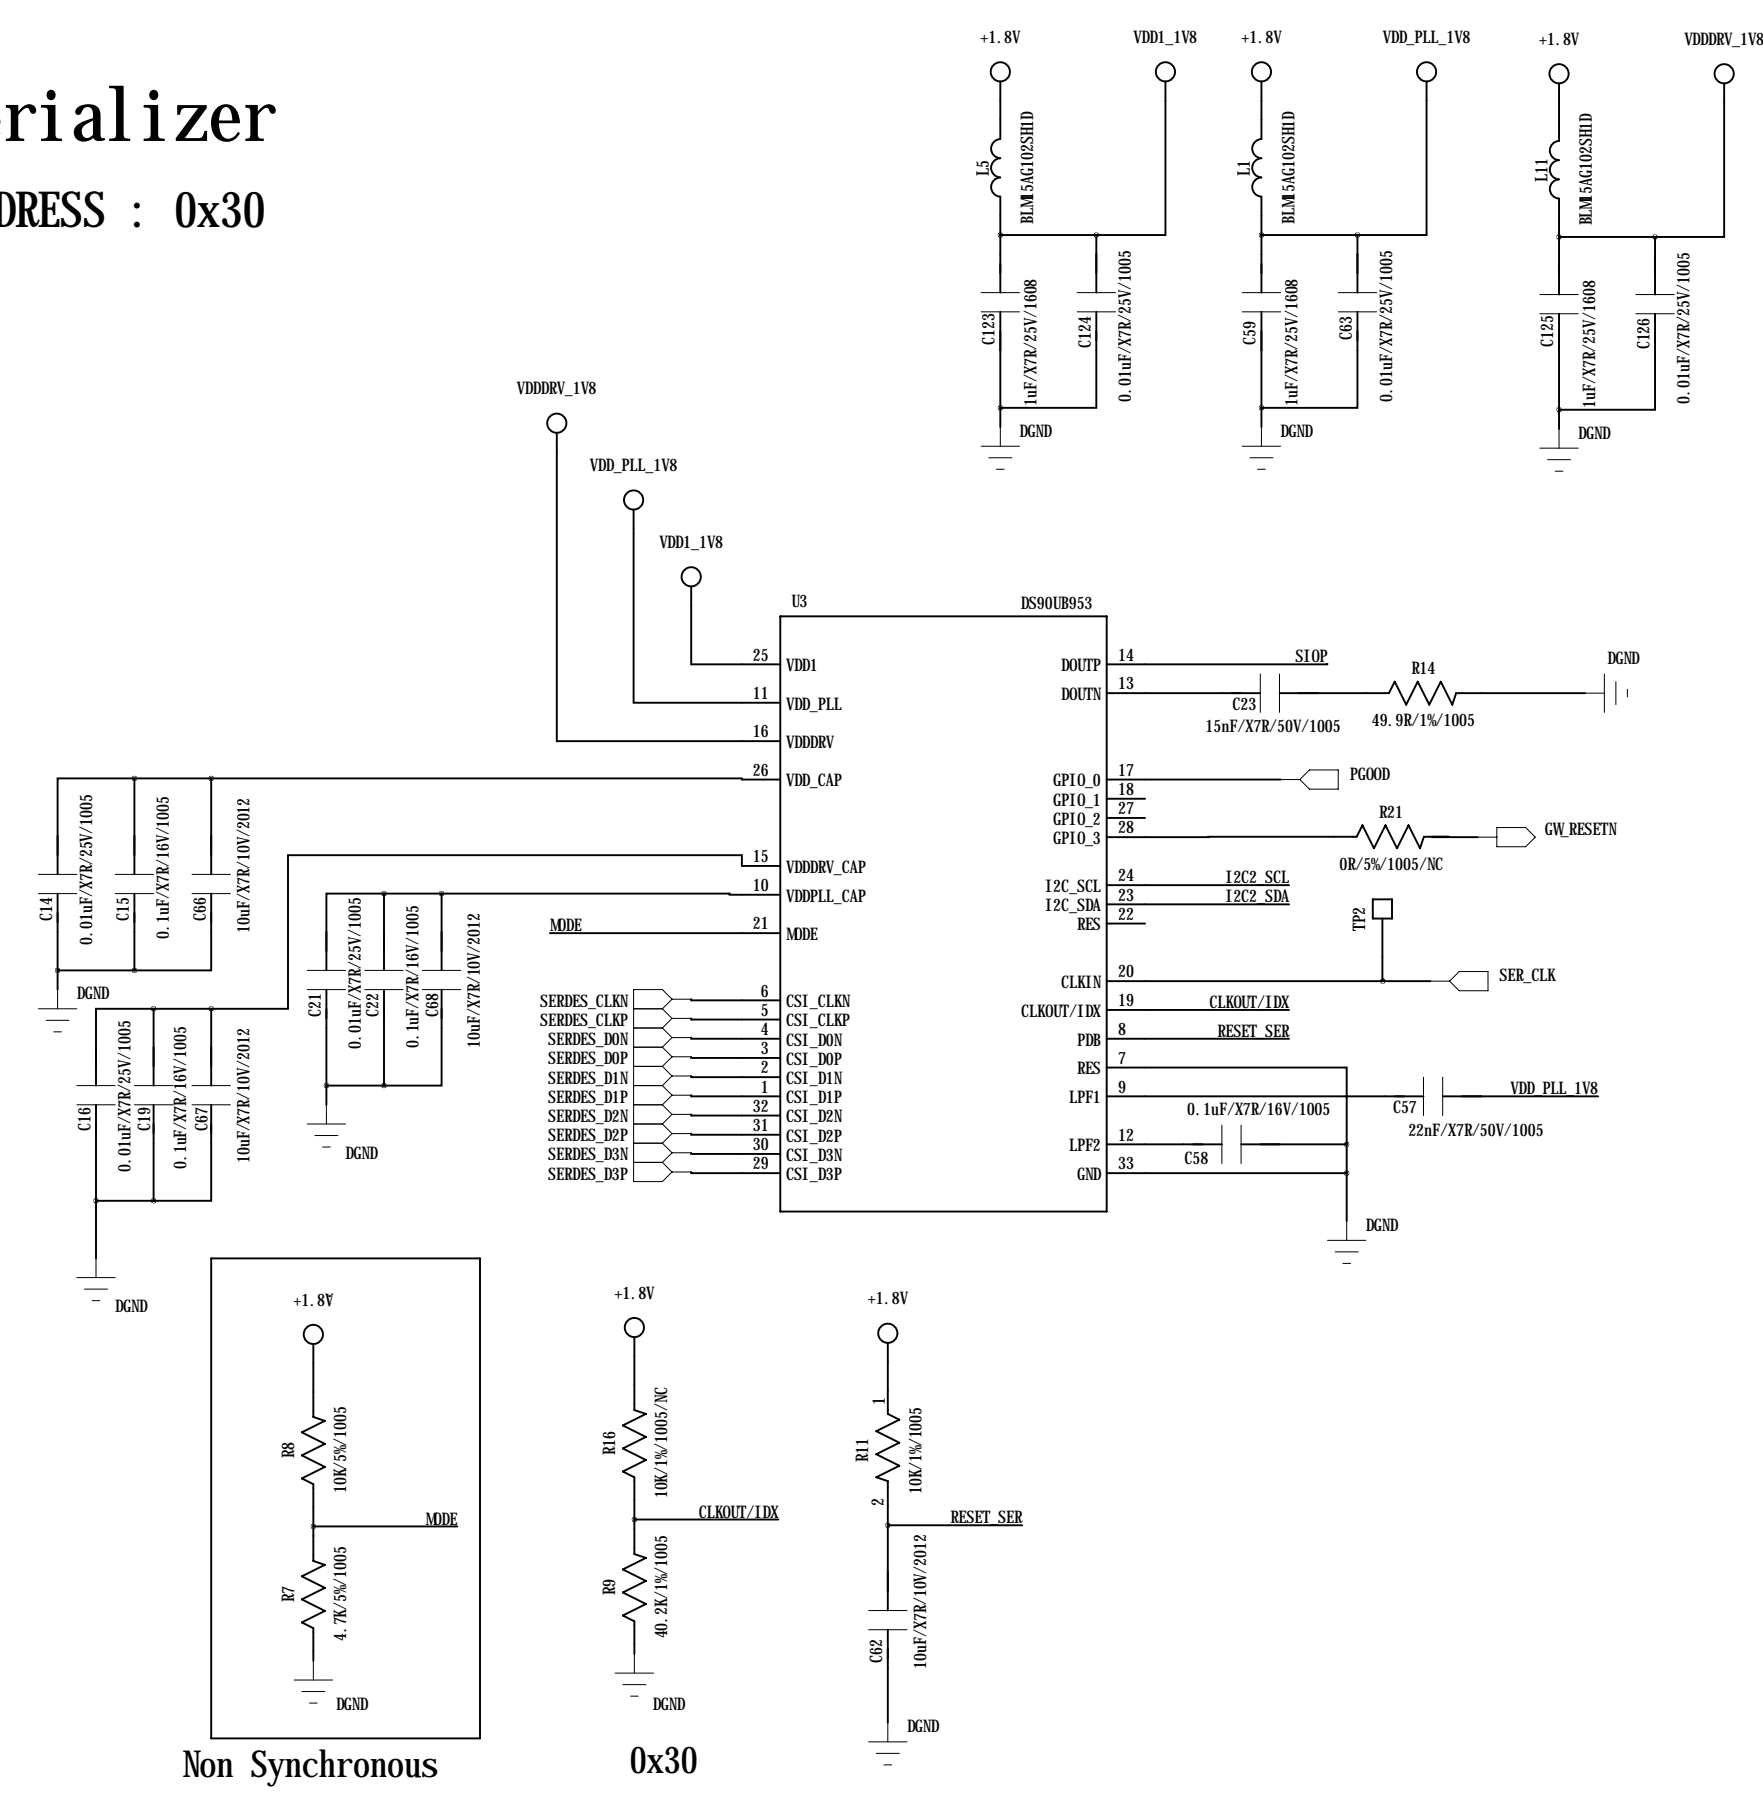 +1.8V
VDD1_1V8
+1.8V
VDD_PLL_1V8
+1.8V
VDDDRV_1V8
erializer
DDRESS : 0x30
L5
BLM15AG102SH1D
L1
BLM15AG102SH1D
L11
BLM15AG102SH1D
C123
1uF/X7R/25V/1608
C124
0.01uF/X7R/25V/1005
C59
1uF/X7R/25V/1608
C63
0.01uF/X7R/25V/1005
C125
1uF/X7R/25V/1608
C126
0.01uF/X7R/25V/1005
DGND
DGND
DGND
VDDDRV_1V8
VDD_PLL_1V8
VDD1_1V8
U3
DS90UB953
25 VDD1
11 VDD_PLL
16 VDDDRV
26 VDD_CAP
15 VDDDRV_CAP
10 VDDPLL_CAP
MODE 21 MODE
SERDES_CLKN 6 CSI_CLKN
SERDES_CLKP 5 CSI_CLKP
SERDES_D0N 4 CSI_D0N
SERDES_D0P 3 CSI_D0P
SERDES_D1N 2 CSI_D1N
SERDES_D1P 1 CSI_D1P
SERDES_D2N 32 CSI_D2N
SERDES_D2P 31 CSI_D2P
SERDES_D3N 30 CSI_D3N
SERDES_D3P 29 CSI_D3P
DOUTP 14 SIOP
DOUTN 13
C23
15nF/X7R/50V/1005
R14
49.9R/1%/1005
DGND
GPIO_0 17 PGOOD
GPIO_1 18
GPIO_2 27
GPIO_3 28
R21
0R/5%/1005/NC
GW_RESETN
I2C_SCL 24 I2C2_SCL
I2C_SDA 23 I2C2_SDA
RES 22
TP2
CLKIN 20 SER_CLK
CLKOUT/IDX 19 CLKOUT/IDX
PDB 8 RESET_SER
RES 7
LPF1 9
C57
22nF/X7R/50V/1005
VDD_PLL_1V8
0.1uF/X7R/16V/1005
LPF2 12
C58
GND 33
DGND
C14
0.01uF/X7R/25V/1005
C15
0.1uF/X7R/16V/1005
C66
10uF/X7R/10V/2012
DGND
C21
0.01uF/X7R/25V/1005
C22
0.1uF/X7R/16V/1005
C68
10uF/X7R/10V/2012
DGND
C16
0.01uF/X7R/25V/1005
C19
0.1uF/X7R/16V/1005
C67
10uF/X7R/10V/2012
DGND
+1.8V
R8
10K/5%/1005
MODE
R7
4.7K/5%/1005
DGND
Non Synchronous
+1.8V
R16
10K/1%/1005/NC
CLKOUT/IDX
R9
40.2K/1%/1005
DGND
0x30
+1.8V
1
R11
10K/1%/1005
2
RESET_SER
C62
10uF/X7R/10V/2012
DGND